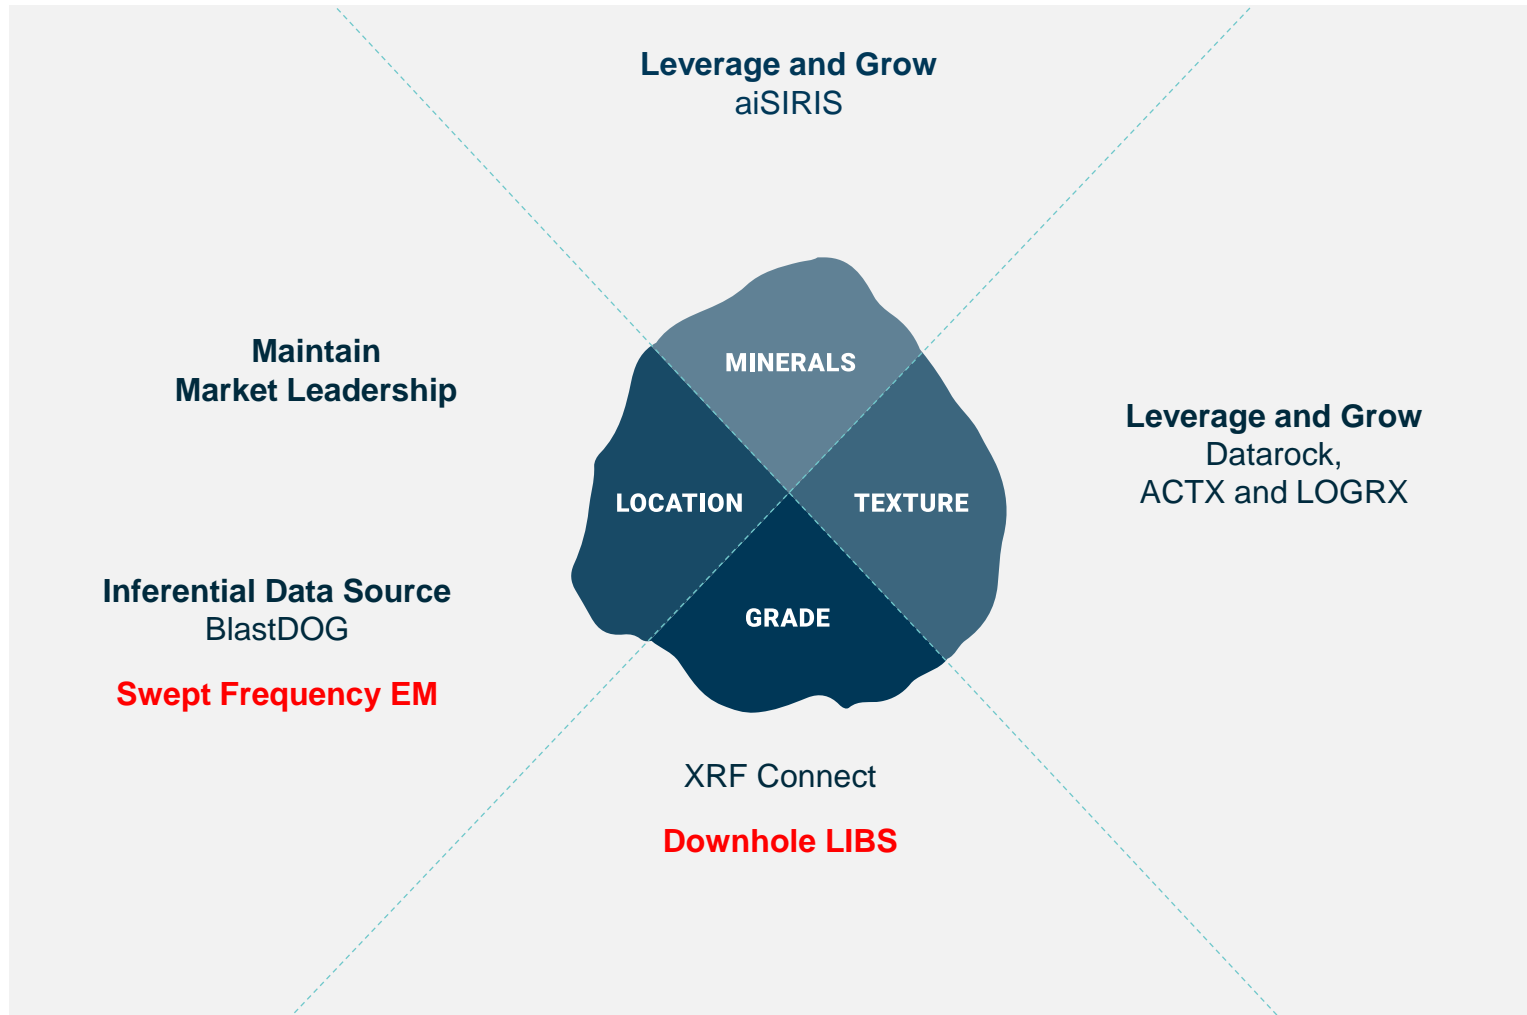 Leverage and Grow
aiSIRIS
Maintain
Market Leadership
MINERALS
Leverage and Grow
Datarock,
ACTX and LOGRX
LOCATION
TEXTURE
Inferential Data Source
BlastDOG
Swept Frequency EM
GRADE
XRF Connect
Downhole LIBS